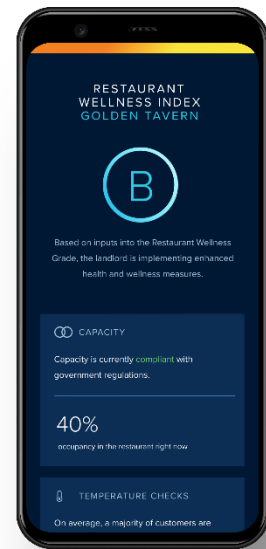 RESTAURANT
WELLNESS INDEX
GOLDEN TAVERN
B
Based on inputs into the Restaurant Wellness
Grade, the landlord is implementing enhanced
health and wellness measures.
CAPACITY
Capacity is currently compliant with
government regulations.
40%
occupancy in the restaurant right now
TEMPERATURE CHECKS
On average, a majority of customers are